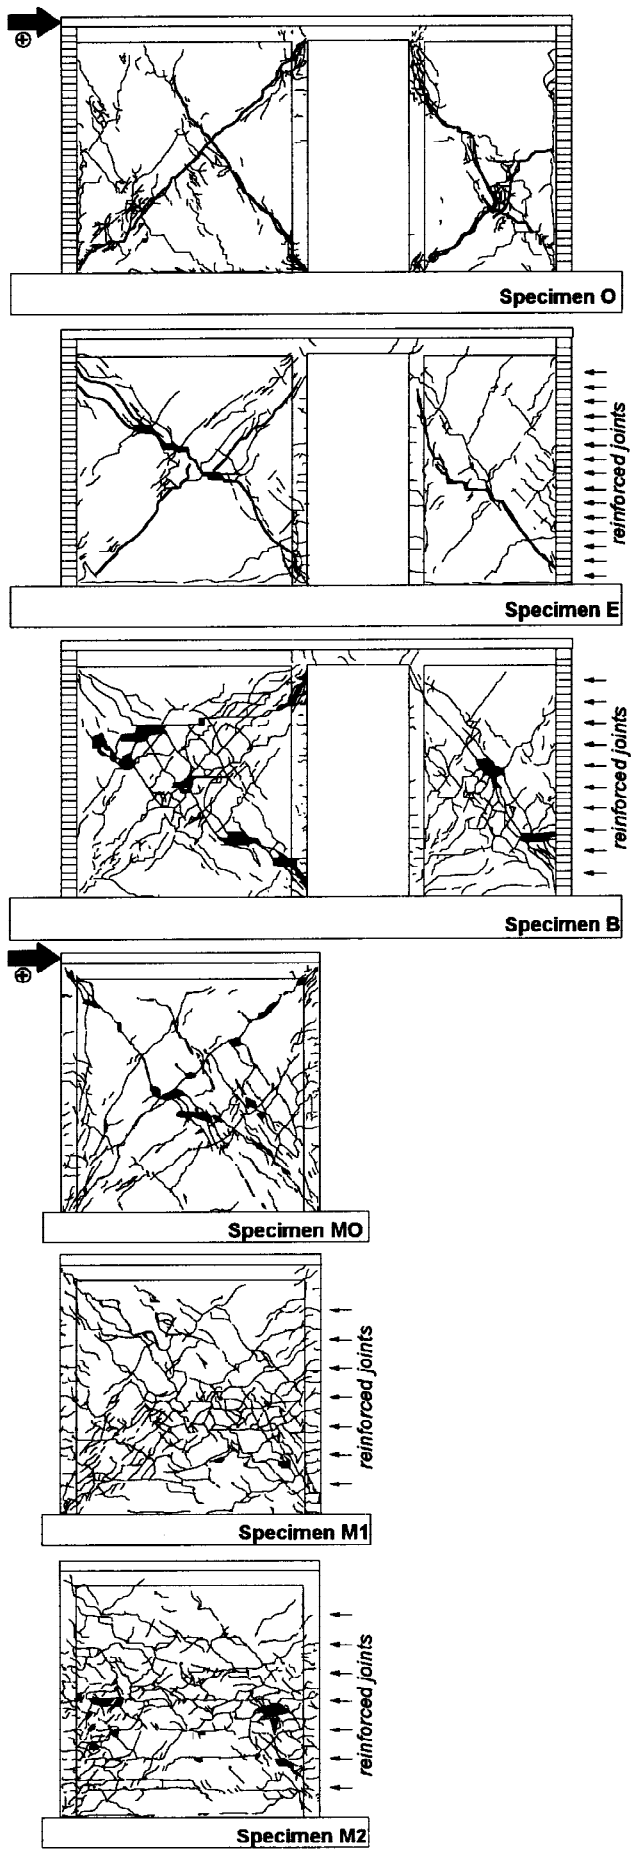 ⊕
Specimen O
reinforced joints
Specimen E
reinforced joints
Specimen B
⊕
Specimen MO
reinforced joints
Specimen M1
reinforced joints
Specimen M2